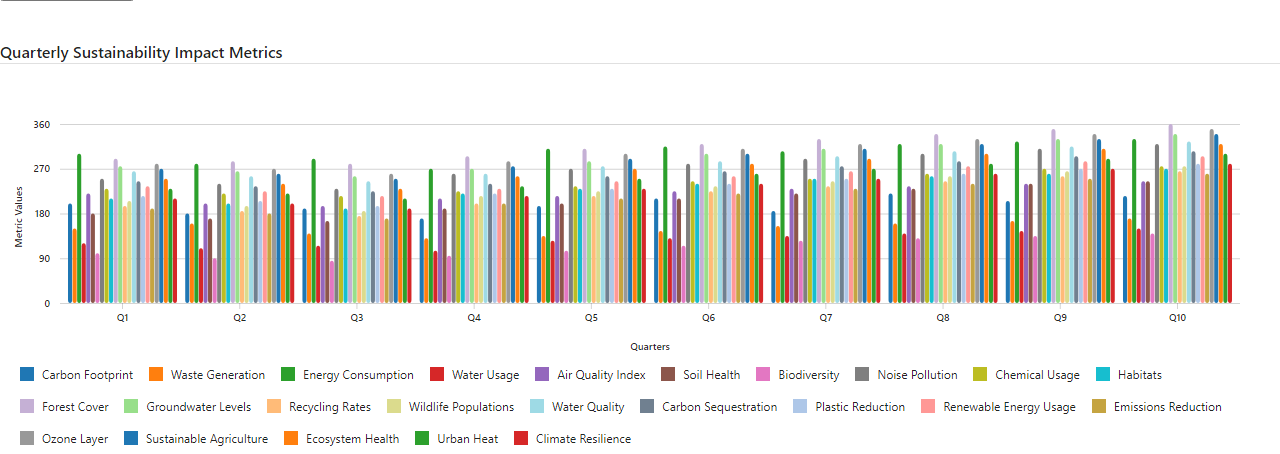 Quarterly Sustainability Impact Metrics
360
270
180
90
0
Metric Values
Q1 Q2 Q3 Q4 Q5 Q6 Q7 Q8 Q9 Q10
Quarters
Carbon Footprint Waste Generation Energy Consumption Water Usage Air Quality Index Soil Health Biodiversity Noise Pollution Chemical Usage Habitats
Forest Cover Groundwater Levels Recycling Rates Wildlife Populations Water Quality Carbon Sequestration Plastic Reduction Renewable Energy Usage Emissions Reduction
Ozone Layer Sustainable Agriculture Ecosystem Health Urban Heat Climate Resilience